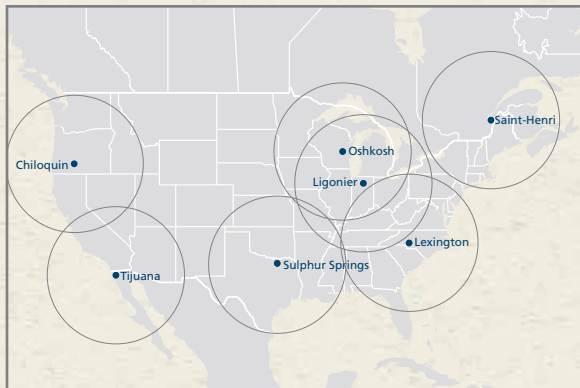 Saint-Henri
Oshkosh
Chiloquin
Ligonier
Lexington
Sulphur Springs
Tijuana